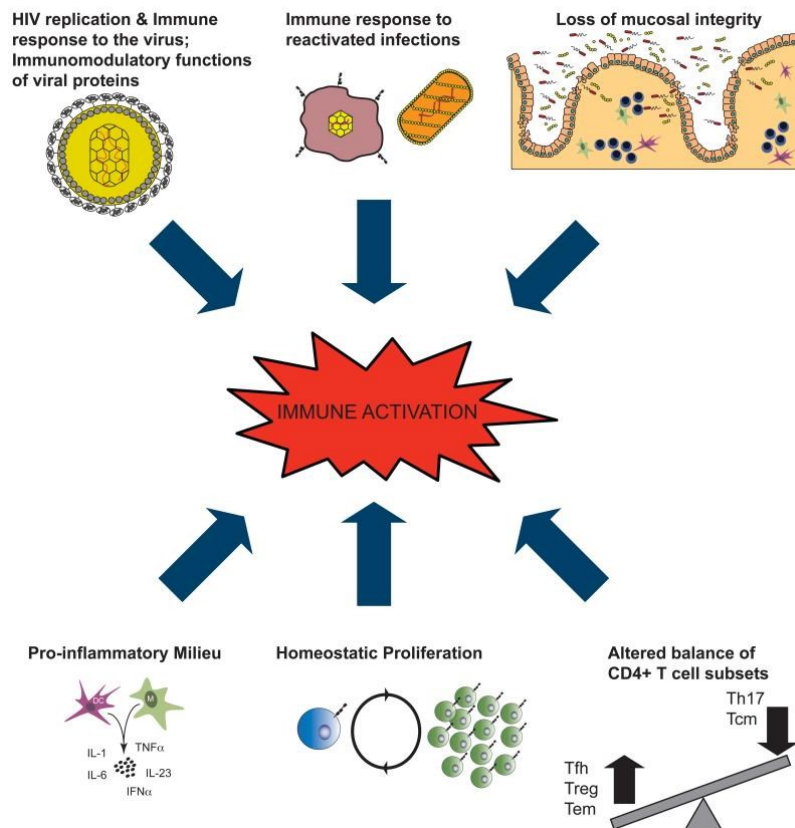 HIV replication & Immune
response to the virus;
Immunomodulatory functions
of viral proteins
Immune response to
reactivated infections
Loss of mucosal integrity
IMMUNE ACTIVATION
Pro-inflammatory Milieu
DC
M
IL-1
TNFα
IL-6
IL-23
IFNα
Homeostatic Proliferation
Altered balance of
CD4+ T cell subsets
Th17
Tcm
Tfh
Treg
Tem